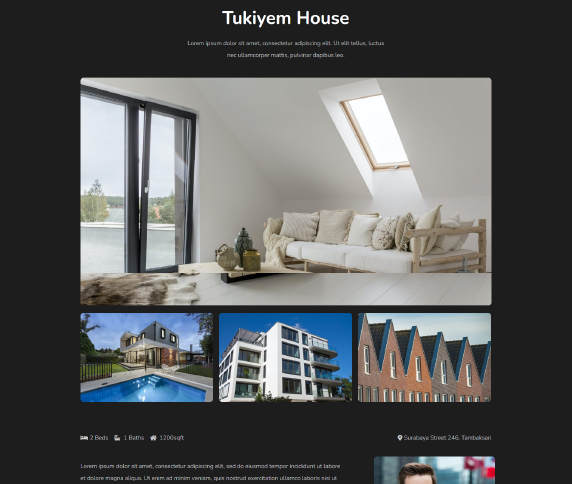 Tukiyem House
Lorem ipsum dolor sit amet, consectetur adipiscing elit. Ut elit tellus, luctus
nec ullamcorper mattis, pulvinar dapibus leo.
2 Beds 1 Baths 1200sqft Surabaya Street 246, Tambaksari
Lorem ipsum dolor sit amet, consectetur adipiscing elit, sed do eiusmod tempor incididunt ut labore
et dolore magna aliqua. Ut enim ad minim veniam, quis nostrud exercitation ullamco laboris nisi ut